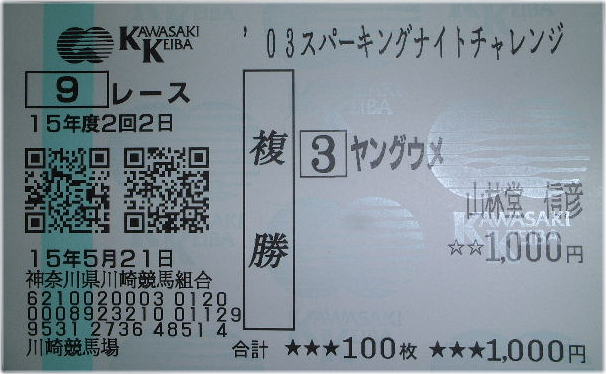 KAWASAKI KEIBA
'03スパーキングナイトチャレンジ
9 レース
15年度2回2日
複勝
3 ヤングウメ
山林堂 信彦
KAWASAKI
☆☆1,000円
15年5月21日
神奈川県川崎競馬組合
6210020003 0120
0008923210 01129
9531 2736 4851 4
川崎競馬場
合計 ★★★100枚 ★★★1,000円